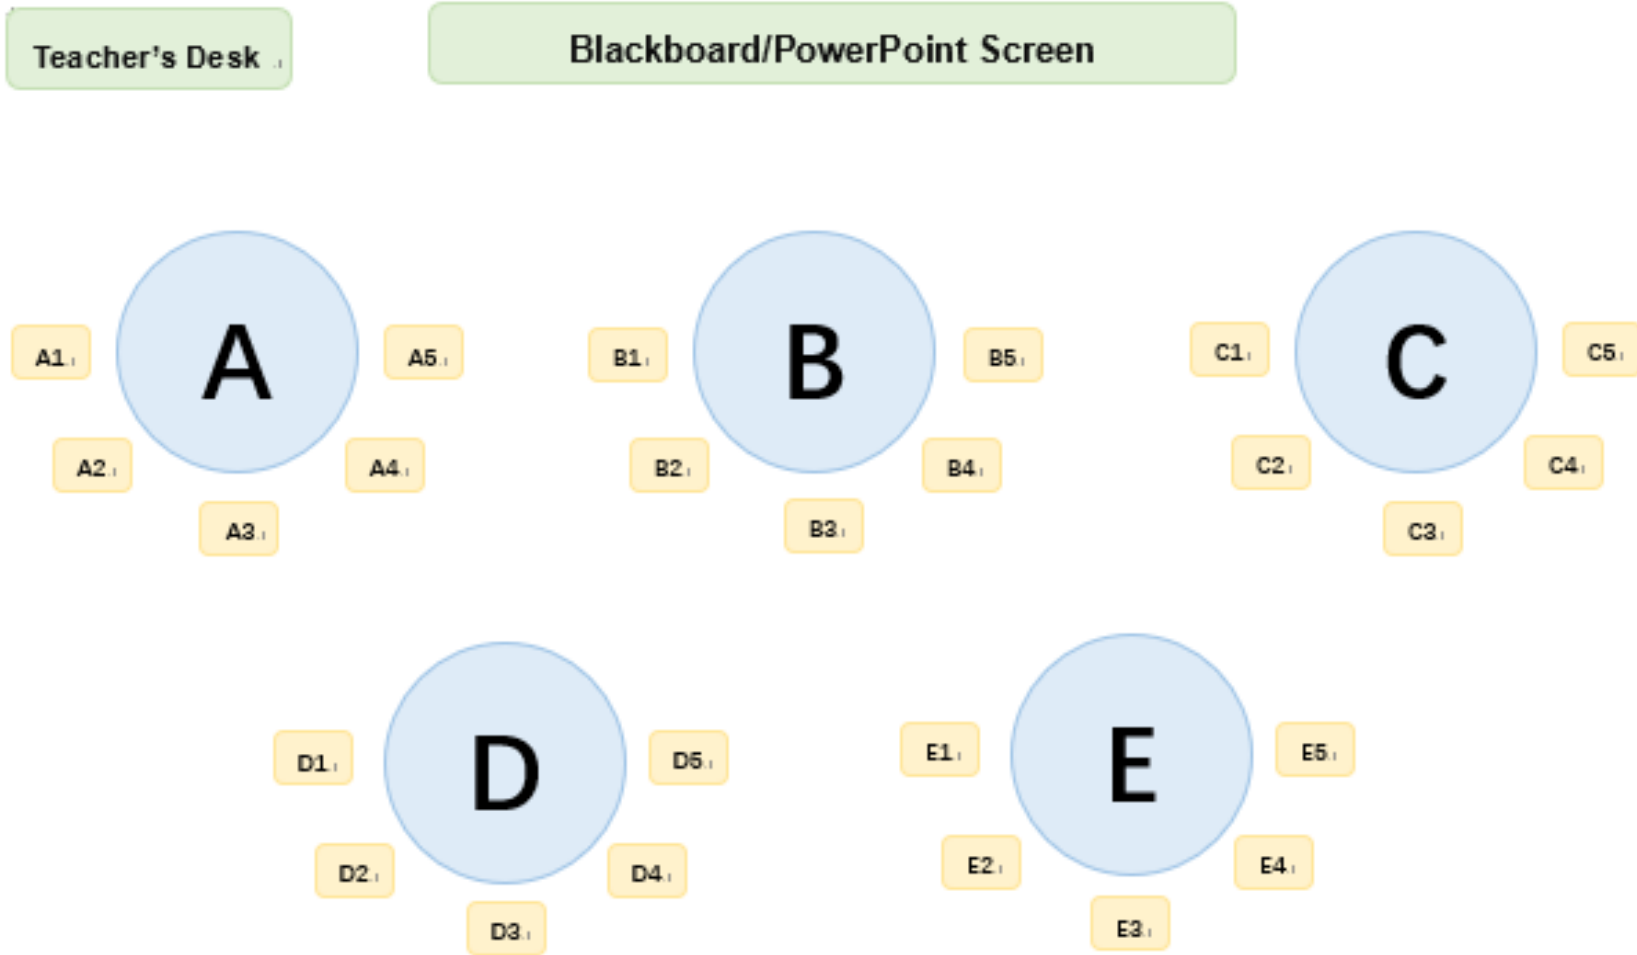 Teacher's Desk
Blackboard/PowerPoint Screen
A
B
C
A1
A5
B1
B5
C1
C5
A2
A4
B2
B4
C2
C4
A3
B3
C3
D
E
D1
D5
E1
E5
D2
D4
E2
E4
D3
E3